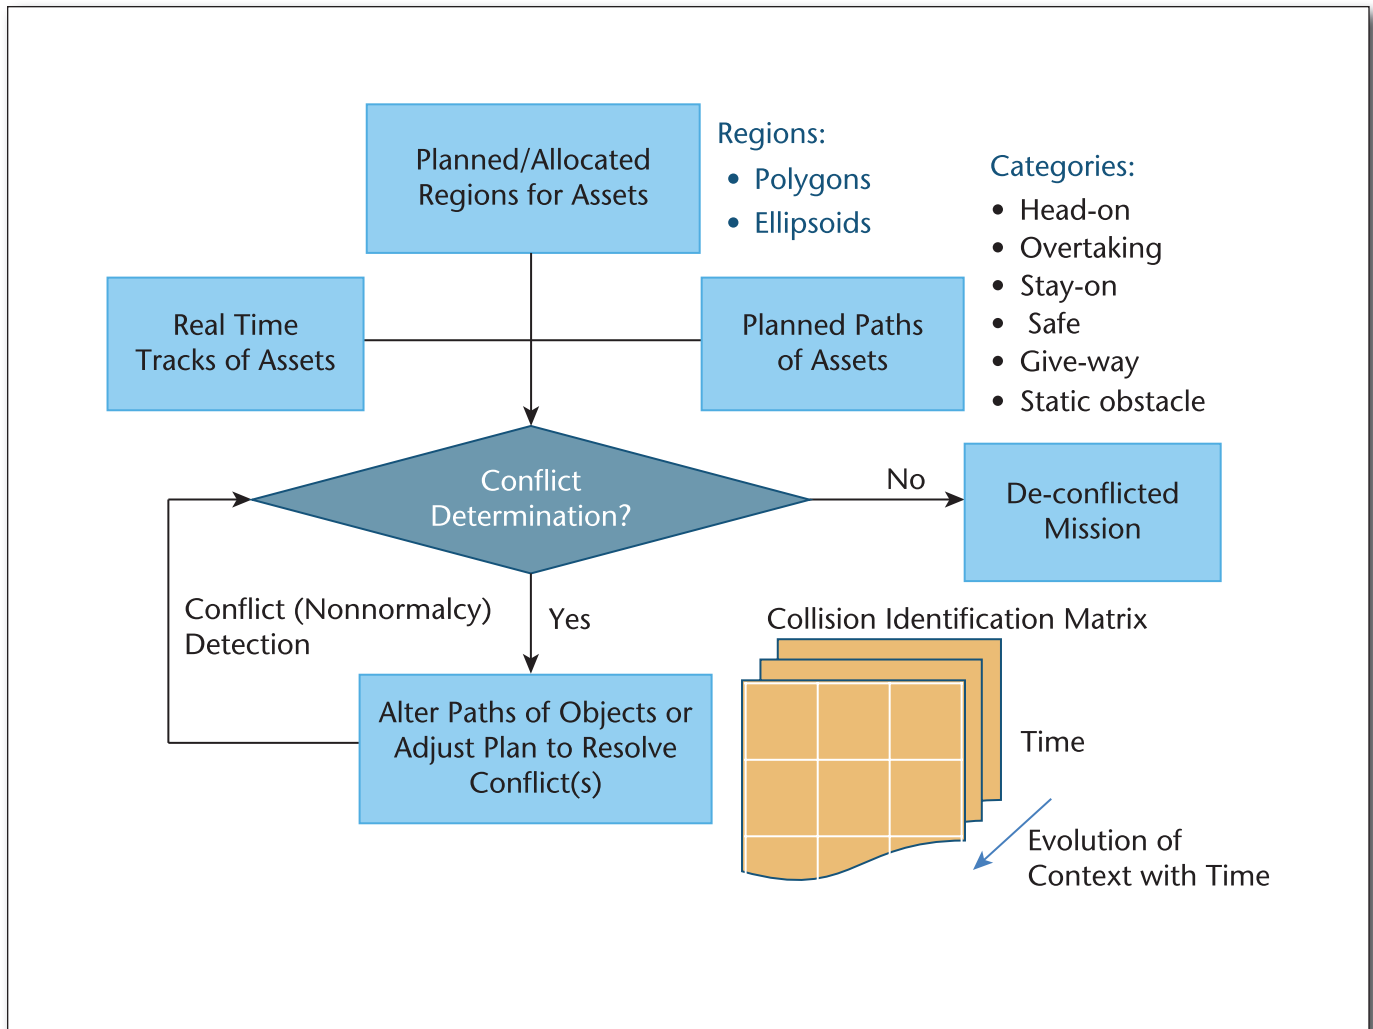 Planned/Allocated
Regions for Assets
Regions:
• Polygons
• Ellipsoids
Categories:
• Head-on
• Overtaking
• Stay-on
• Safe
• Give-way
• Static obstacle
Real Time
Tracks of Assets
Planned Paths
of Assets
Conflict
Determination?
No
De-conflicted
Mission
Conflict (Nonnormalcy)
Detection
Yes
Alter Paths of Objects or
Adjust Plan to Resolve
Conflict(s)
Collision Identification Matrix
Time
Evolution of
Context with Time